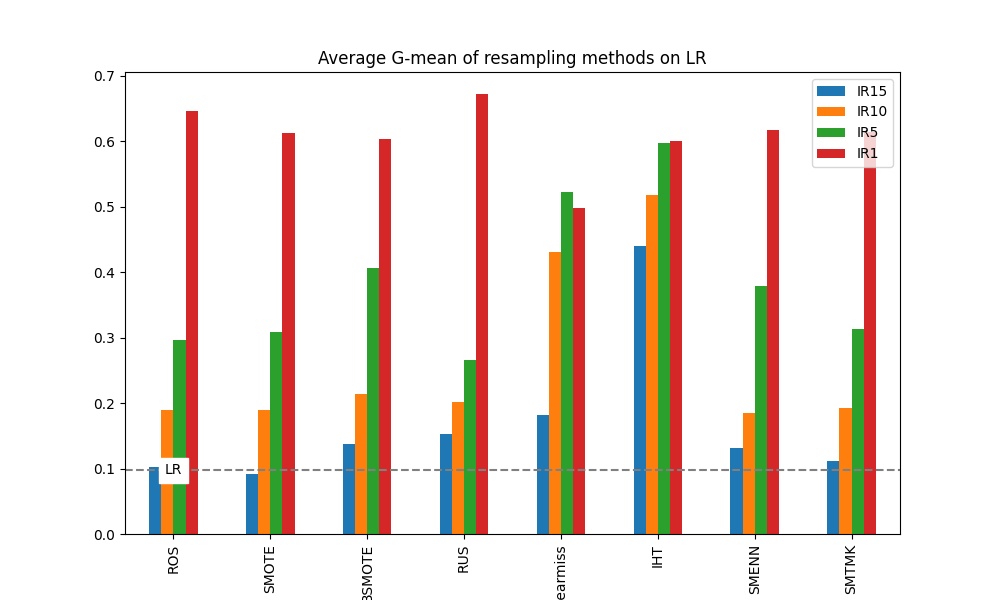 Average G-mean of resampling methods on LR
0.7
0.6
0.5
0.4
0.3
0.2
0.1
0.0
IR15
IR10
IR5
IR1
LR
ROS
SMOTE
3SMOTE
RUS
earmiss
IHT
SMENN
SMTMK